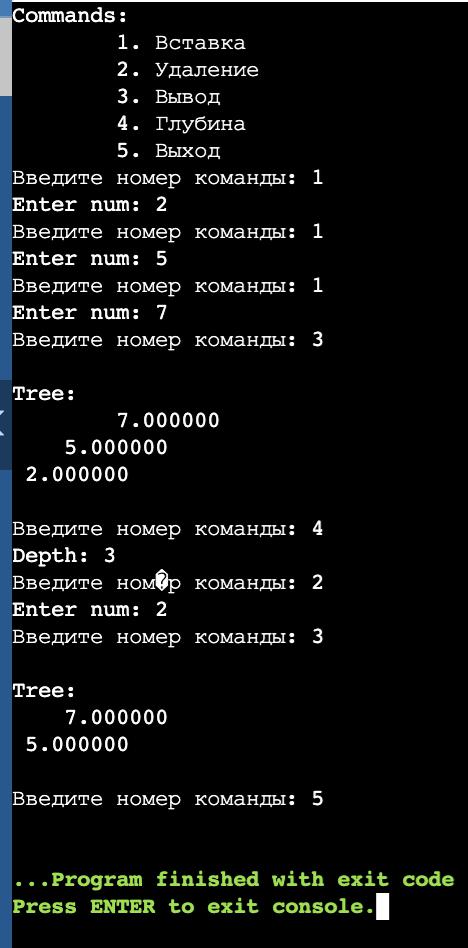 Commands:
1. Вставка
2. Удаление
3. Вывод
4. Глубина
5. Выход
Введите номер команды: 1
Enter num: 2
Введите номер команды: 1
Enter num: 5
Введите номер команды: 1
Enter num: 7
Введите номер команды: 3
Tree:
7.000000
5.000000
2.000000
Введите номер команды: 4
Depth: 3
Введите ном�р команды: 2
Enter num: 2
Введите номер команды: 3
Tree:
7.000000
5.000000
Введите номер команды: 5
...Program finished with exit code
Press ENTER to exit console.